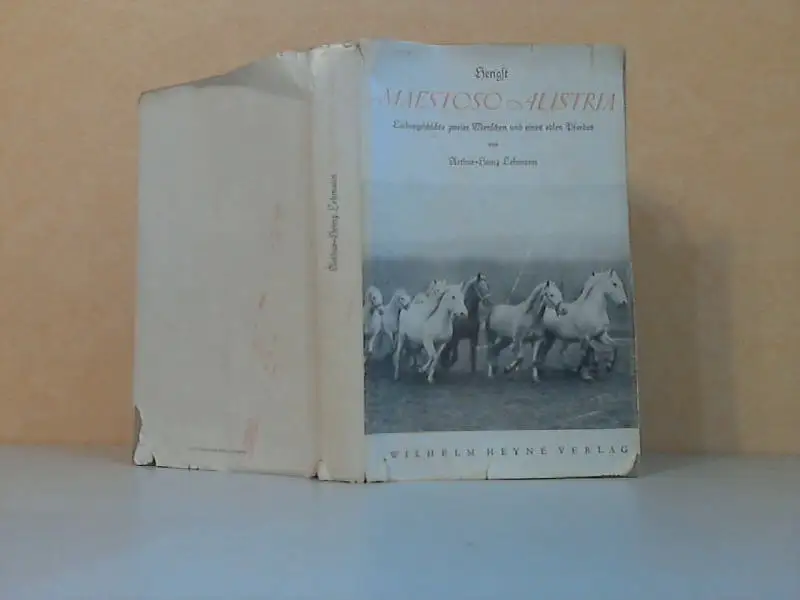 Hengst
MAESTOSO AUSTRIA
Liebesgeschichte zweier Menschen und eines edlen Pferdes
von
Arthur-Heinz Lehmann
WILHELM HEYNE VERLAG
Arthur-Heinz Lehmann